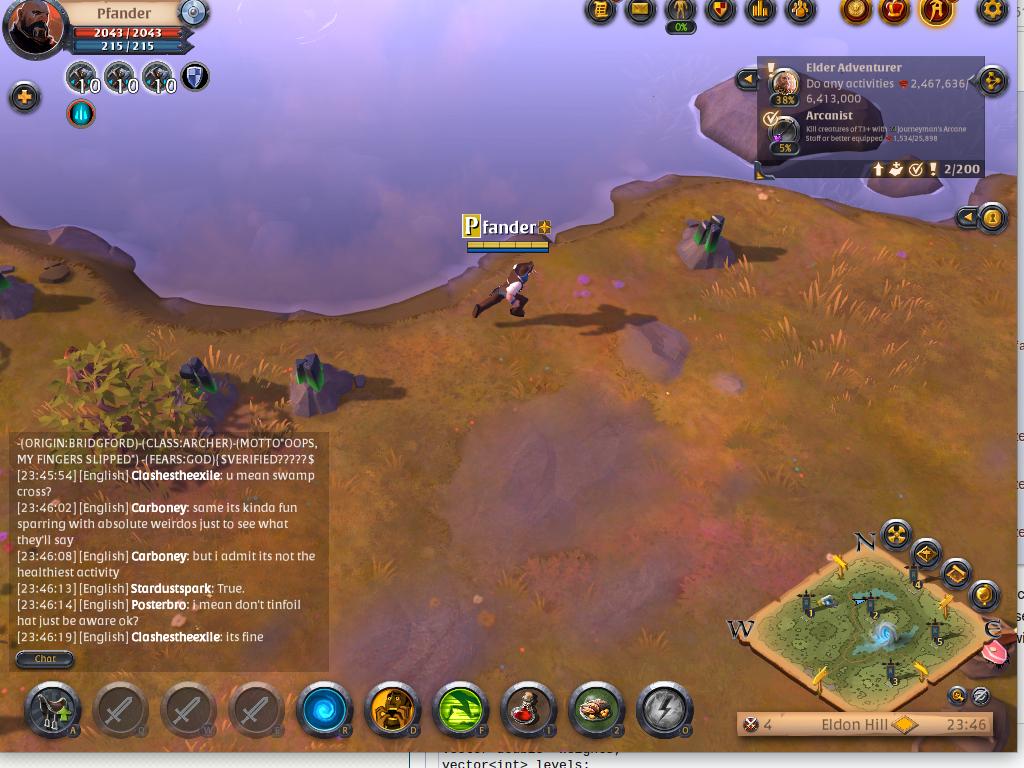 Pfander
2043 / 2043
215 / 215
10 10 10
0%
Elder Adventurer
Do any activities 2,467,636/
6,413,000
38%
Arcanist
Kill creatures of T3+ with Journeyman's Arcane
Staff or better equipped 1,534/25,898
5%
2/200
Pfander
-(ORIGIN:BRIDGFORD)-(CLASS:ARCHER)-(MOTTO"OOPS,
MY FINGERS SLIPPED") -(FEARS:GOD){$VERIFIED?????$
[23:45:54] [English] Clashestheexile: u mean swamp
cross?
[23:46:02] [English] Carboney: same its kinda fun
sparring with absolute weirdos just to see what
they'll say
[23:46:08] [English] Carboney: but i admit its not the
healthiest activity
[23:46:13] [English] Stardustspark: True.
[23:46:14] [English] Posterbro: i mean don't tinfoil
hat just be aware ok?
[23:46:19] [English] Clashestheexile: its fine
Chat
N
W
E
1
2
3
4
5
A Q W E R D F 1 2 O
4 Eldon Hill 23:46
vector<int> levels;